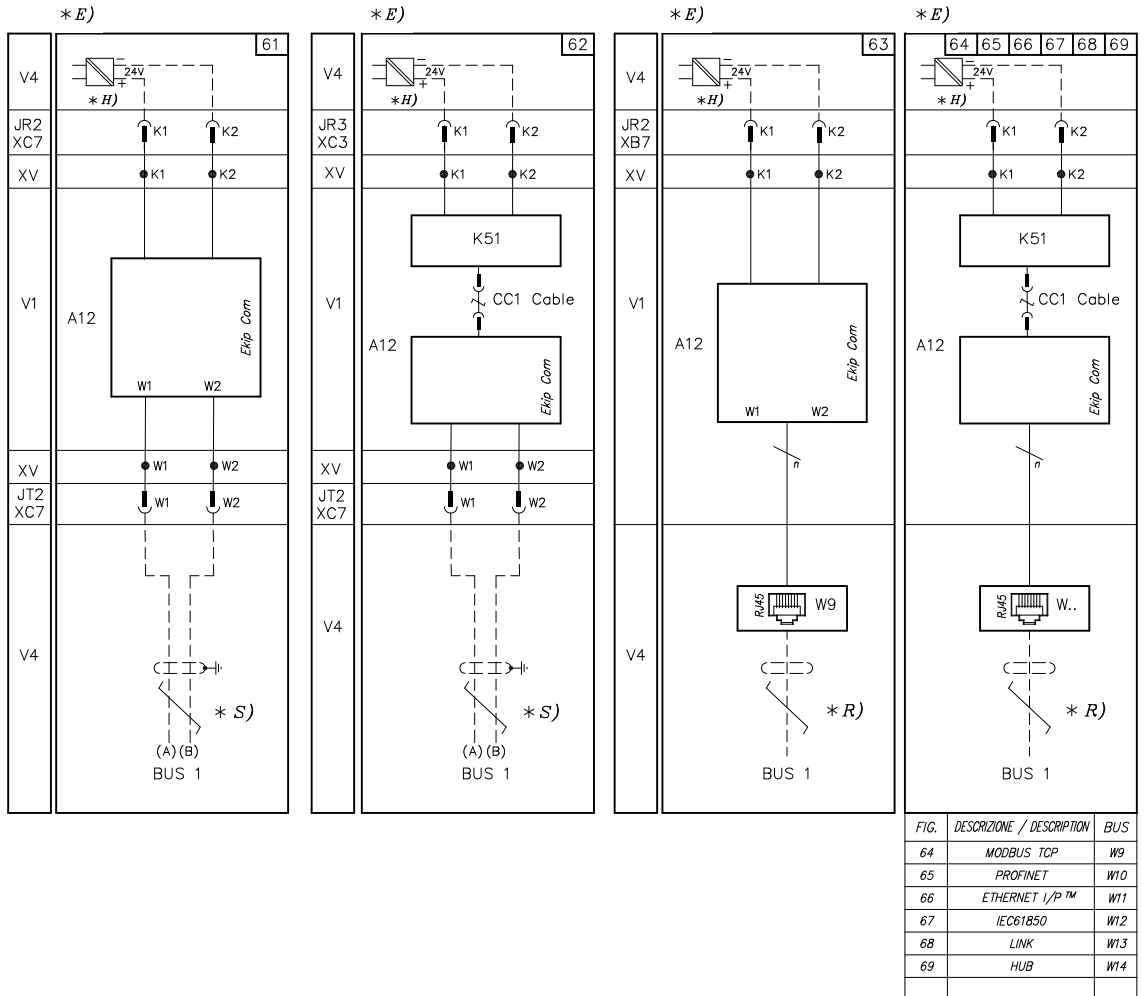 *E)
61
V4
−
24V
+
*H)
JR2
XC7
K1
K2
XV
K1
K2
V1
A12
Ekip Com
W1
W2
XV
W1
W2
JT2
XC7
W1
W2
V4
*S)
(A)(B)
BUS 1
*E)
62
V4
−
24V
+
*H)
JR3
XC3
K1
K2
XV
K1
K2
K51
V1
CC1 Cable
A12
Ekip Com
XV
W1
W2
JT2
XC7
W1
W2
V4
*S)
(A)(B)
BUS 1
*E)
63
V4
−
24V
+
*H)
JR2
XB7
K1
K2
XV
K1
K2
V1
A12
Ekip Com
W1
W2
n
RJ45
W9
V4
*R)
BUS 1
*E)
64 65 66 67 68 69
−
24V
+
*H)
K1
K2
K1
K2
K51
CC1 Cable
A12
Ekip Com
n
RJ45
W..
*R)
BUS 1
FIG. DESCRIZIONE / DESCRIPTION BUS
64 MODBUS TCP W9
65 PROFINET W10
66 ETHERNET I/P™ W11
67 IEC61850 W12
68 LINK W13
69 HUB W14